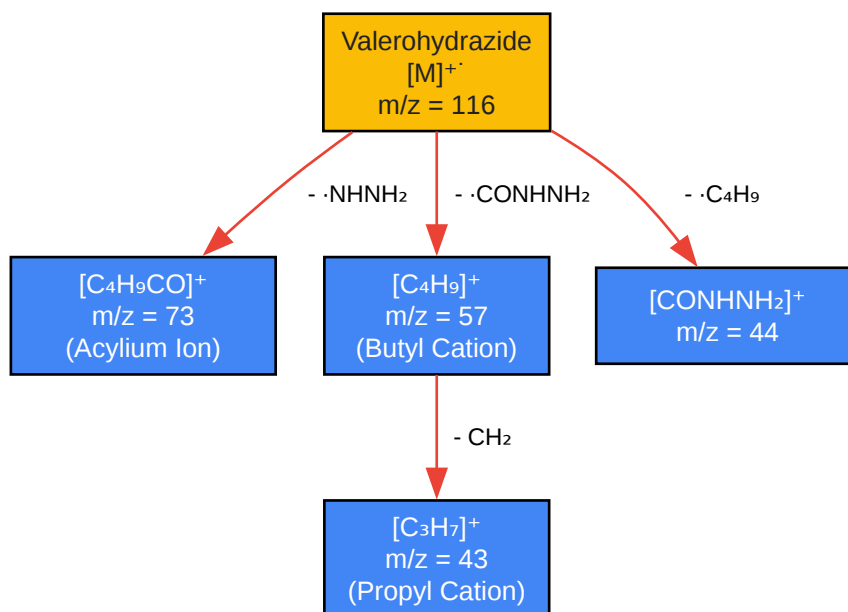 Valerohydrazide
[M]⁺˙
m/z = 116
- ·NHNH₂
- ·CONHNH₂
- ·C₄H₉
[C₄H₉CO]⁺
m/z = 73
(Acylium Ion)
[C₄H₉]⁺
m/z = 57
(Butyl Cation)
[CONHNH₂]⁺
m/z = 44
- CH₂
[C₃H₇]⁺
m/z = 43
(Propyl Cation)